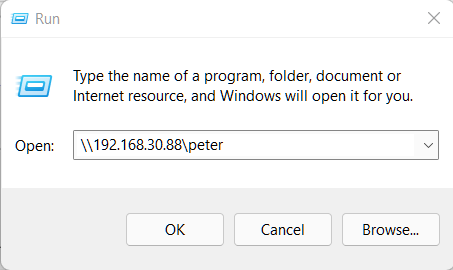 Run
Type the name of a program, folder, document or
Internet resource, and Windows will open it for you.
Open: \\192.168.30.88\peter
OK Cancel Browse...